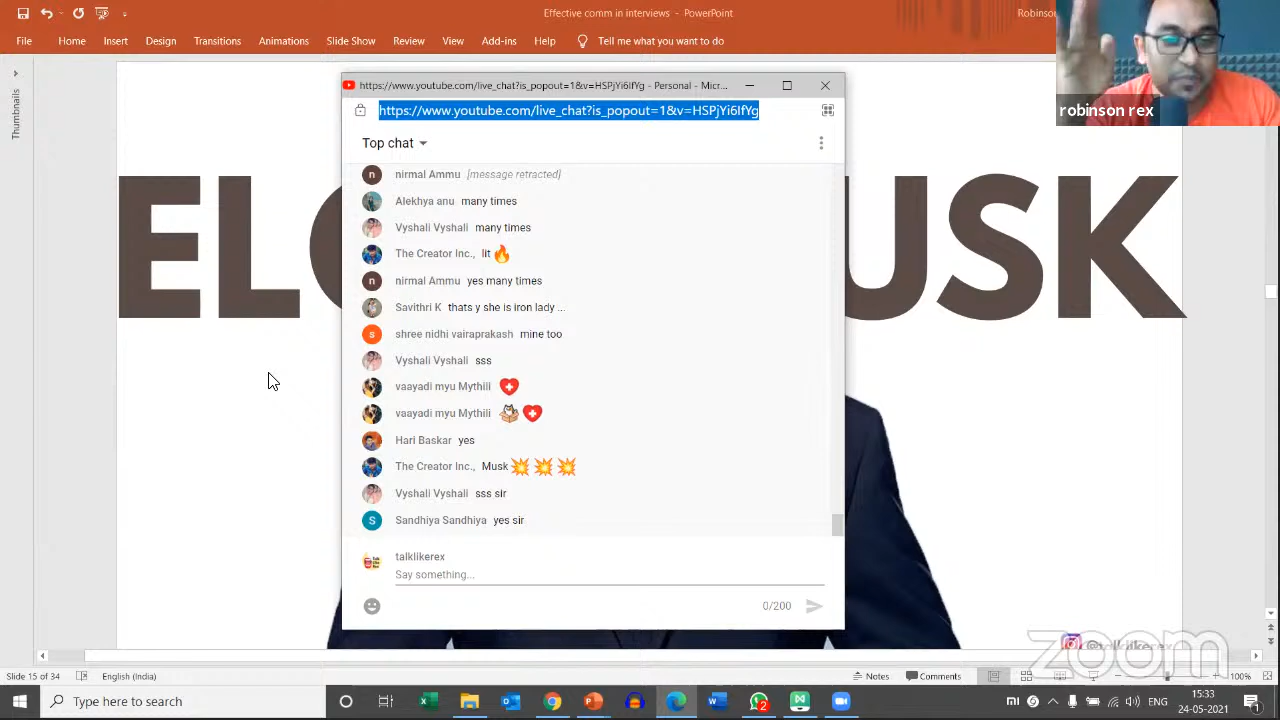 Effective comm in interviews - PowerPoint
Robinson
File Home Insert Design Transitions Animations Slide Show Review View Add-ins Help Tell me what you want to do
robinson rex
Thumbnails
https://www.youtube.com/live_chat?is_popout=1&v=HSPjYi6IfYg - Personal - Micr...
https://www.youtube.com/live_chat?is_popout=1&v=HSPjYi6IfYg
Top chat
EL USK
n nirmal Ammu [message retracted]
Alekhya anu many times
Vyshali Vyshali many times
The Creator Inc., lit 🔥
n nirmal Ammu yes many times
Savithri K thats y she is iron lady ...
s shree nidhi vairaprakash mine too
Vyshali Vyshali sss
vaayadi myu Mythili
vaayadi myu Mythili
Hari Baskar yes
The Creator Inc., Musk 💥 💥 💥
Vyshali Vyshali sss sir
S Sandhiya Sandhiya yes sir
talklikerex
Say something...
0/200
@talklikerex
zoom
Slide 15 of 34 English (India) Notes Comments 100%
Type here to search
ENG
15:33
24-05-2021